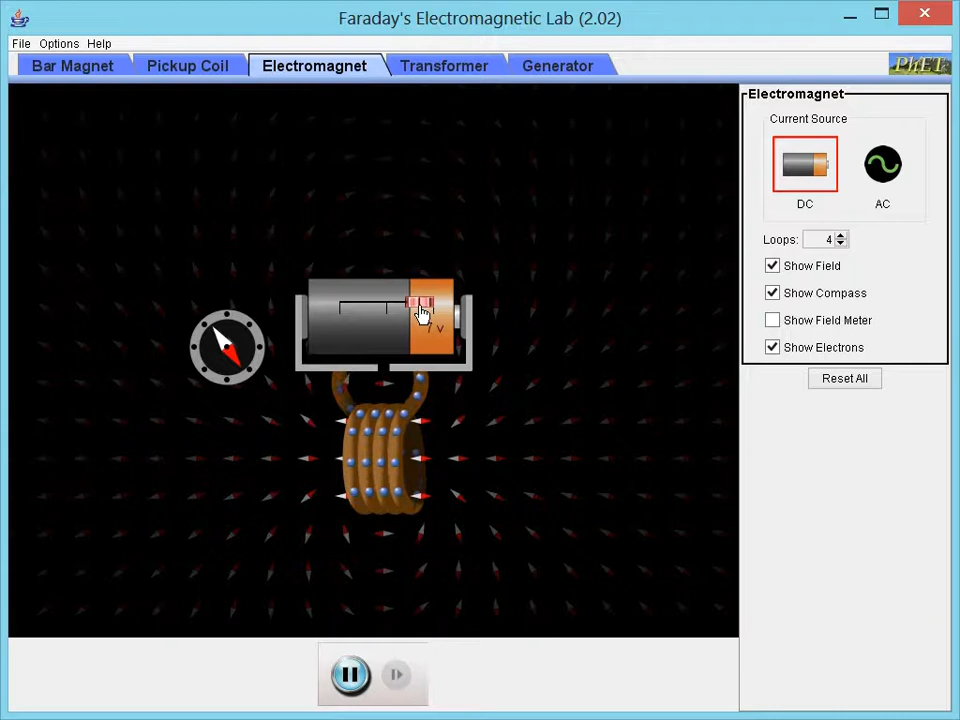 Faraday's Electromagnetic Lab (2.02)
File Options Help
Bar Magnet Pickup Coil Electromagnet Transformer Generator
PhET
Electromagnet
Current Source
DC AC
Loops: 4
Show Field
Show Compass
Show Field Meter
Show Electrons
Reset All
7 V